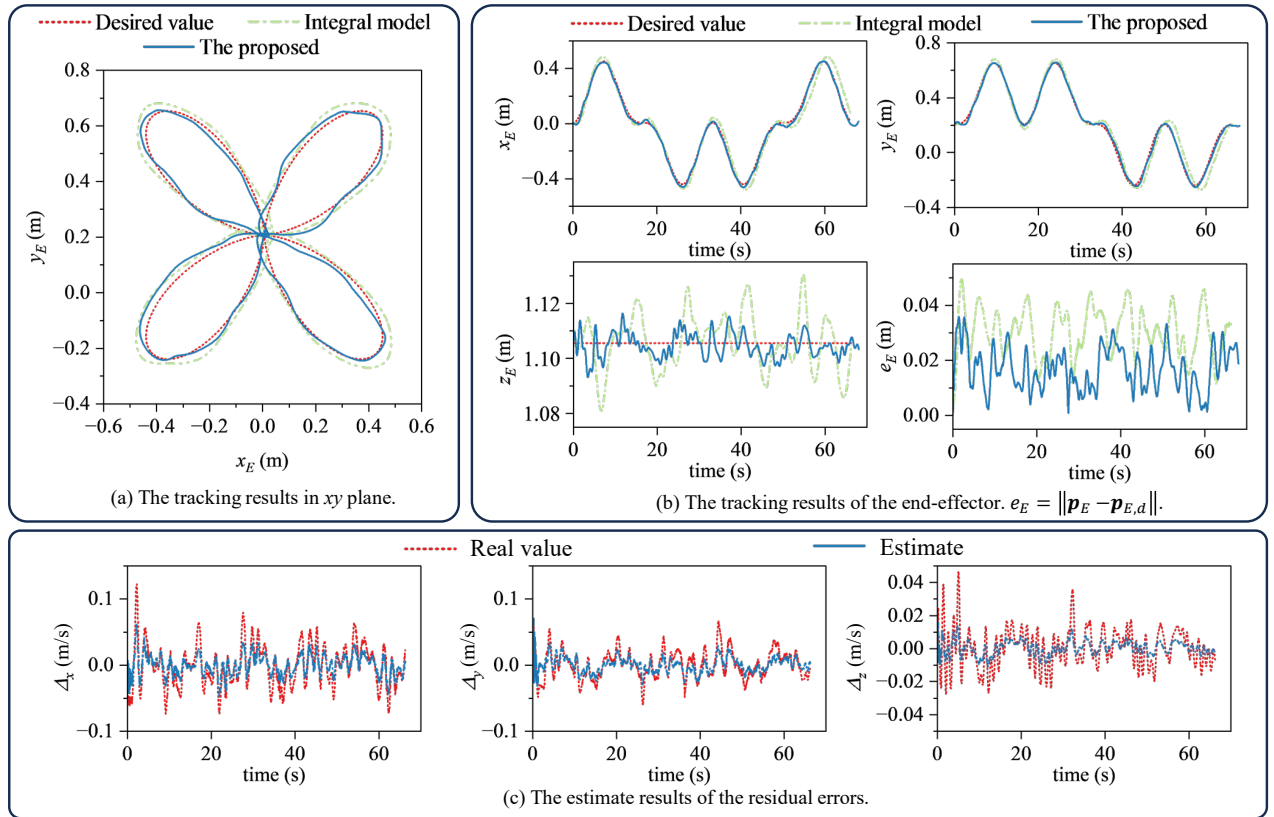 Desired value Integral model
The proposed
0.8
0.6
0.4
0.2
0.0
−0.2
−0.4
y_E (m)
−0.6 −0.4 −0.2 0.0 0.2 0.4 0.6
x_E (m)
(a) The tracking results in xy plane.
Desired value Integral model The proposed
0.4
0.0
−0.4
x_E (m)
0 20 40 60
time (s)
0.8
0.4
0.0
−0.4
y_E (m)
0 20 40 60
time (s)
1.12
1.10
1.08
z_E (m)
0 20 40 60
time (s)
0.04
0.02
0.00
e_E (m)
0 20 40 60
time (s)
(b) The tracking results of the end-effector. e_E = ‖p_E − p_{E,d}‖.
Real value Estimate
0.1
0.0
−0.1
Δ_x (m/s)
0 20 40 60
time (s)
0.1
0.0
−0.1
Δ_y (m/s)
0 20 40 60
time (s)
0.04
0.02
0.00
−0.02
−0.04
Δ_z (m/s)
0 20 40 60
time (s)
(c) The estimate results of the residual errors.